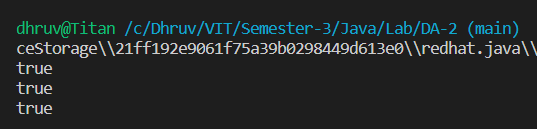 dhruv@Titan /c/Dhruv/VIT/Semester-3/Java/Lab/DA-2 (main)
ceStorage\\21ff192e9061f75a39b0298449d613e0\\redhat.java\\
true
true
true